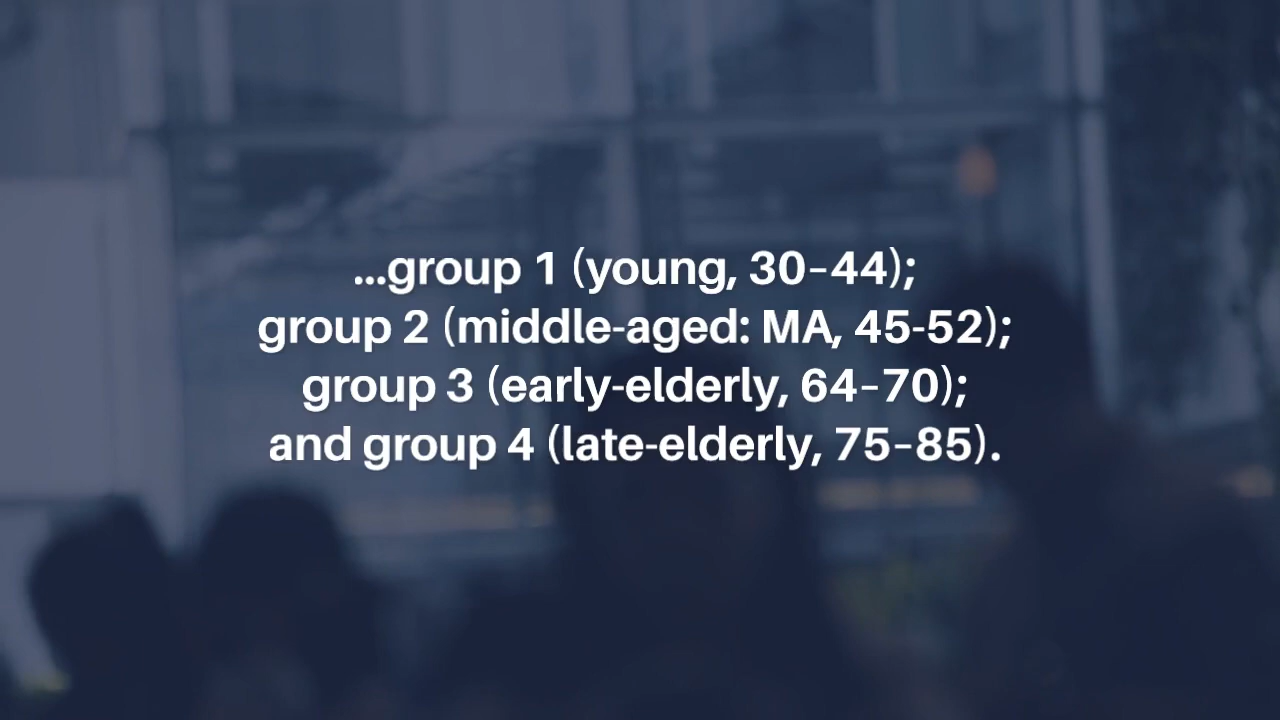 ...group 1 (young, 30–44);
group 2 (middle-aged: MA, 45-52);
group 3 (early-elderly, 64–70);
and group 4 (late-elderly, 75–85).